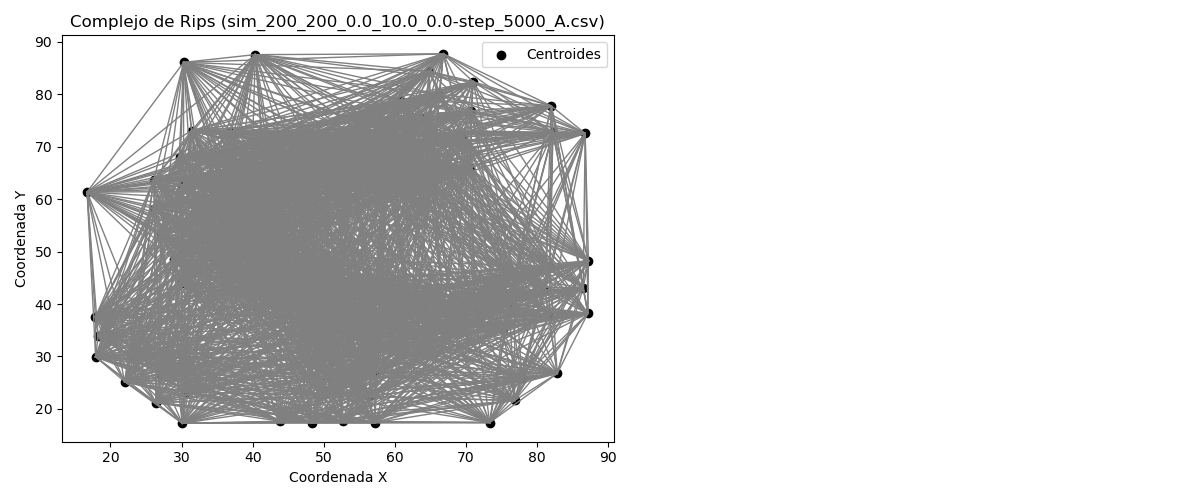 Complejo de Rips (sim_200_200_0.0_10.0_0.0-step_5000_A.csv)
Centroides
90
80
70
60
50
40
30
20
Coordenada Y
20 30 40 50 60 70 80 90
Coordenada X